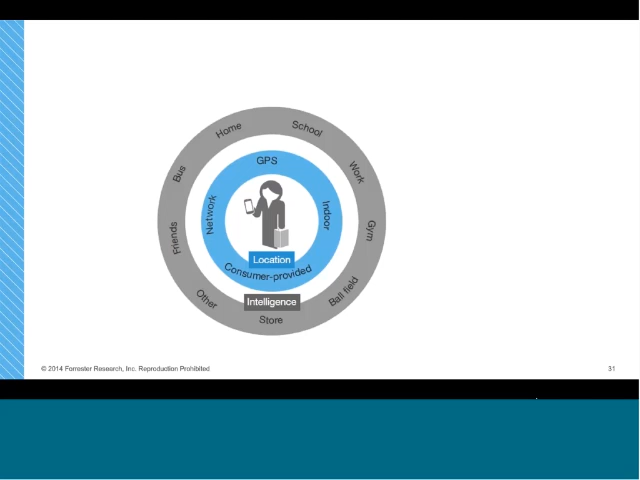 Home
School
Bus
GPS
Work
Network
Indoor
Friends
Gym
Location
Consumer-provided
Other
Intelligence
Ball field
Store
© 2014 Forrester Research, Inc. Reproduction Prohibited
31